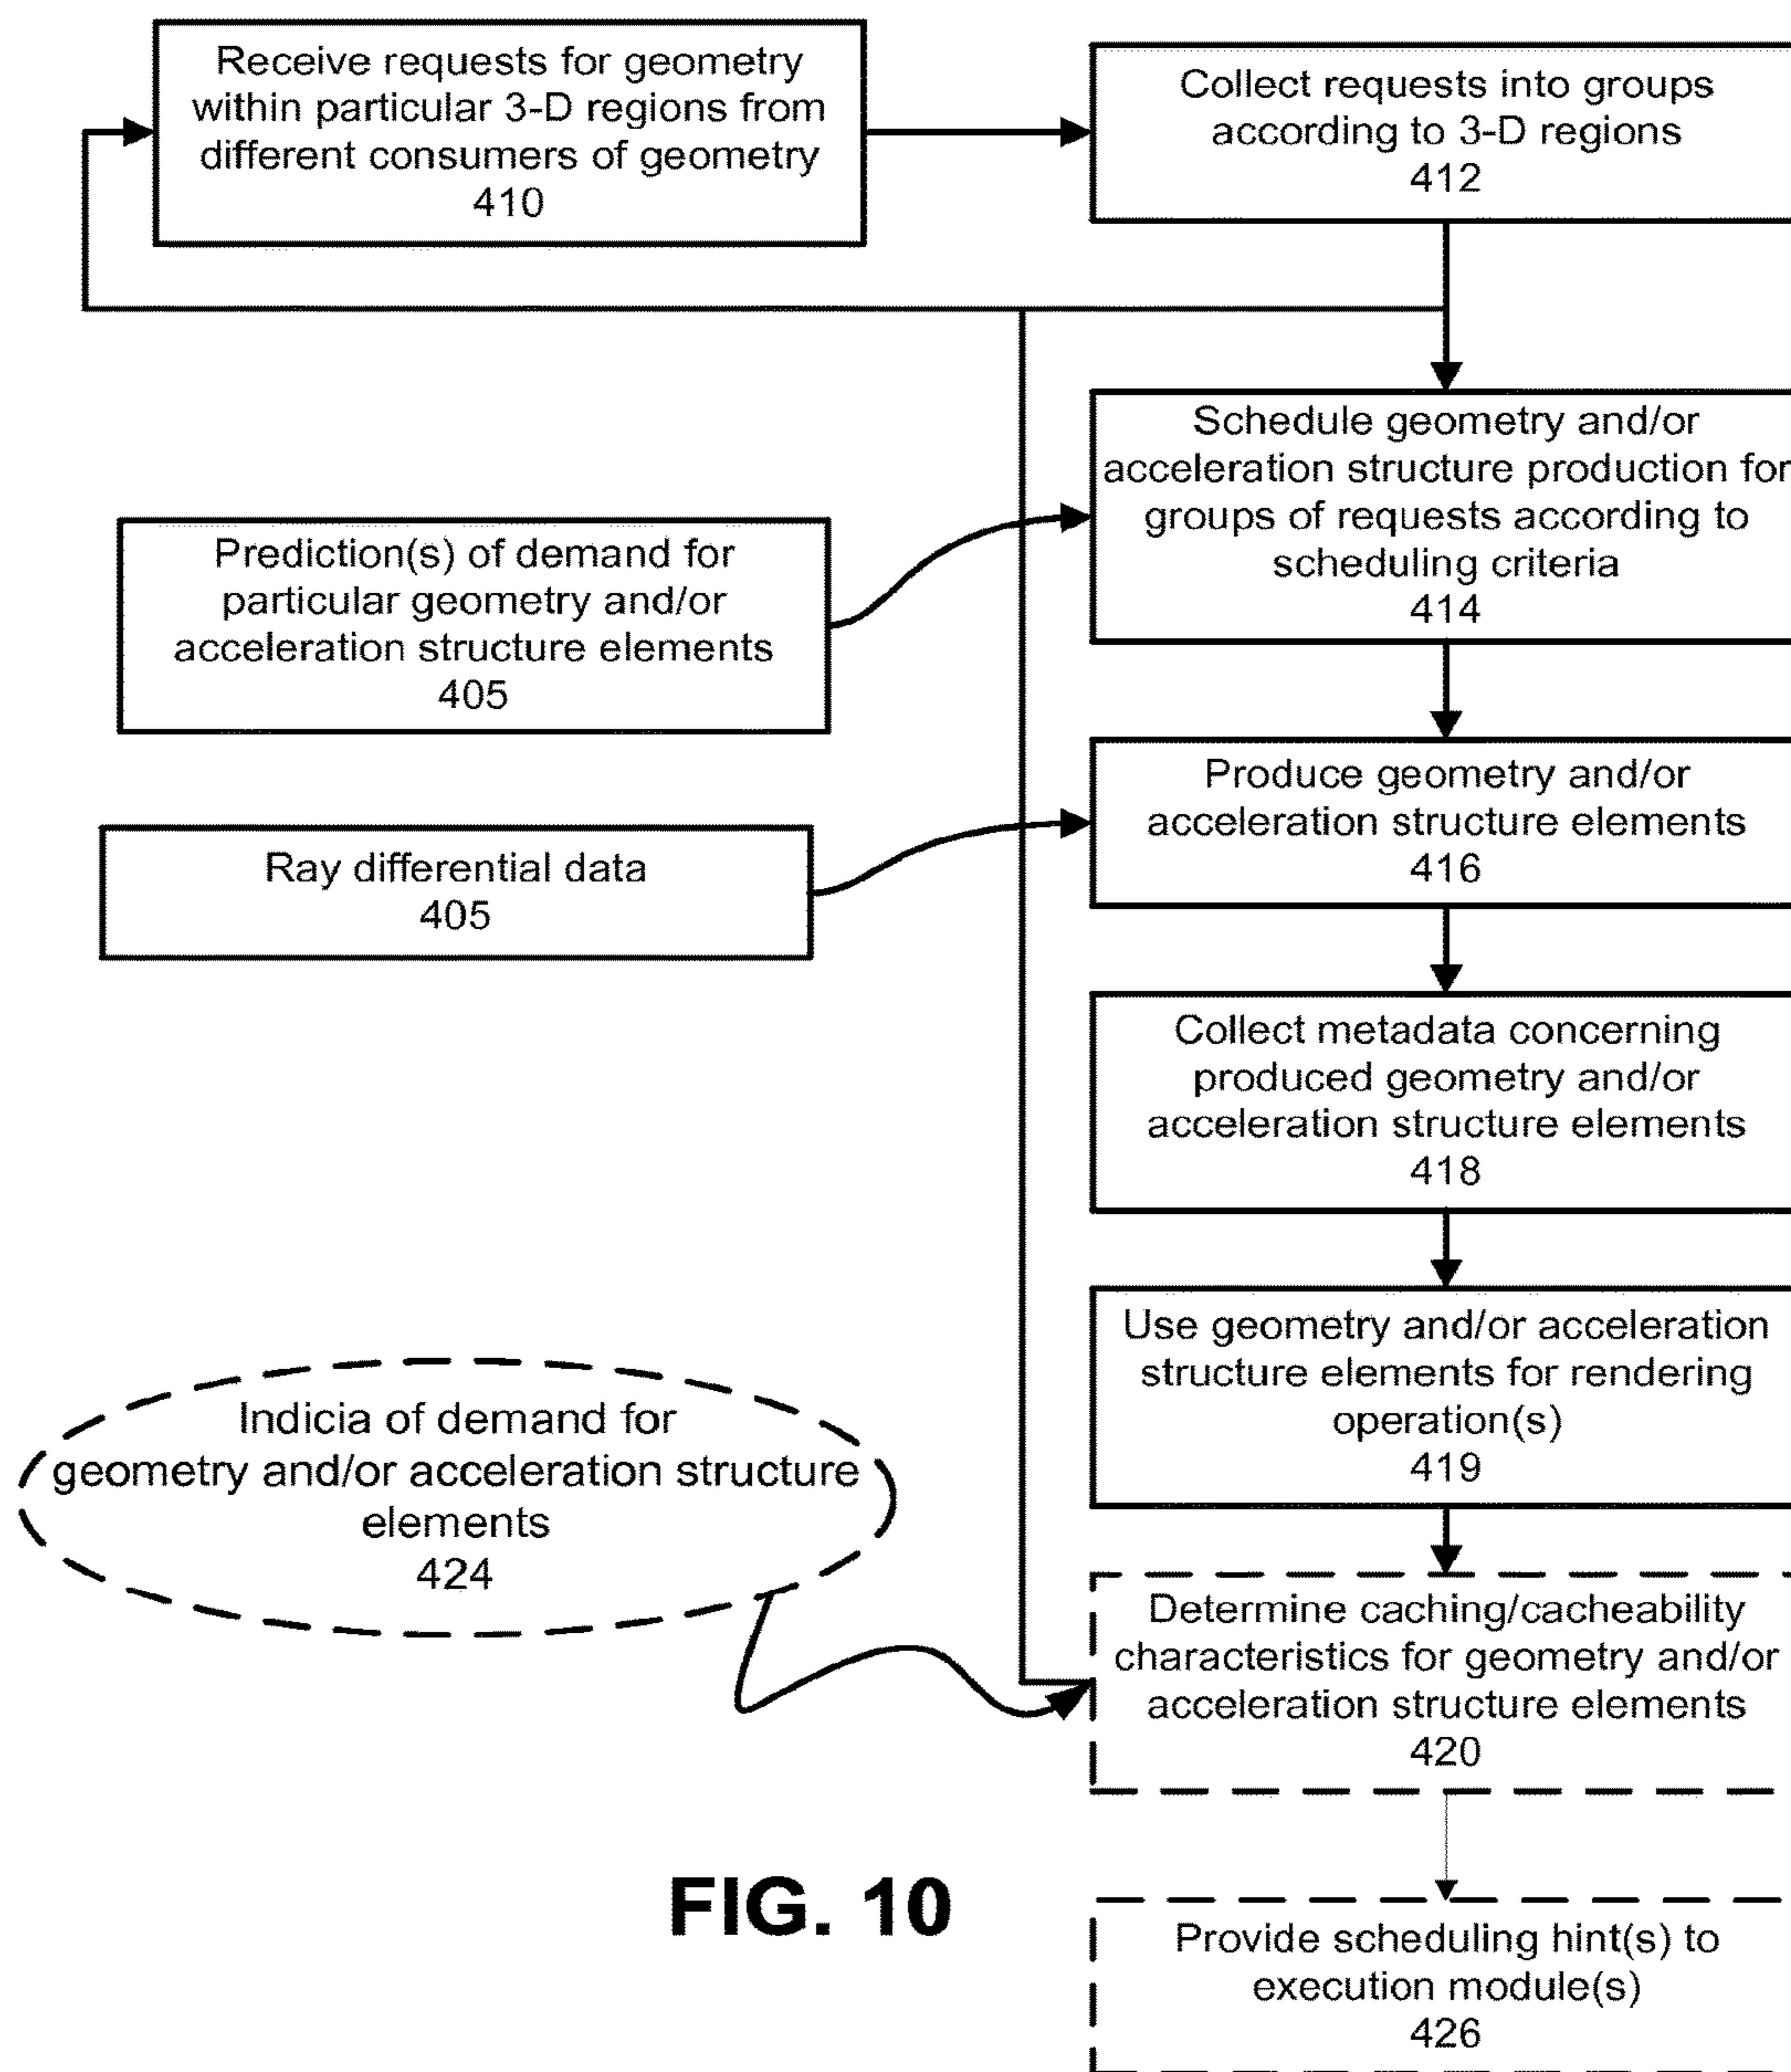 Receive requests for geometry
within particular 3-D regions from
different consumers of geometry
410
Collect requests into groups
according to 3-D regions
412
Schedule geometry and/or
acceleration structure production for
groups of requests according to
scheduling criteria
414
Prediction(s) of demand for
particular geometry and/or
acceleration structure elements
405
Produce geometry and/or
acceleration structure elements
416
Ray differential data
405
Collect metadata concerning
produced geometry and/or
acceleration structure elements
418
Use geometry and/or acceleration
structure elements for rendering
operation(s)
419
Indicia of demand for
geometry and/or acceleration structure
elements
424
Determine caching/cacheability
characteristics for geometry and/or
acceleration structure elements
420
FIG. 10
Provide scheduling hint(s) to
execution module(s)
426